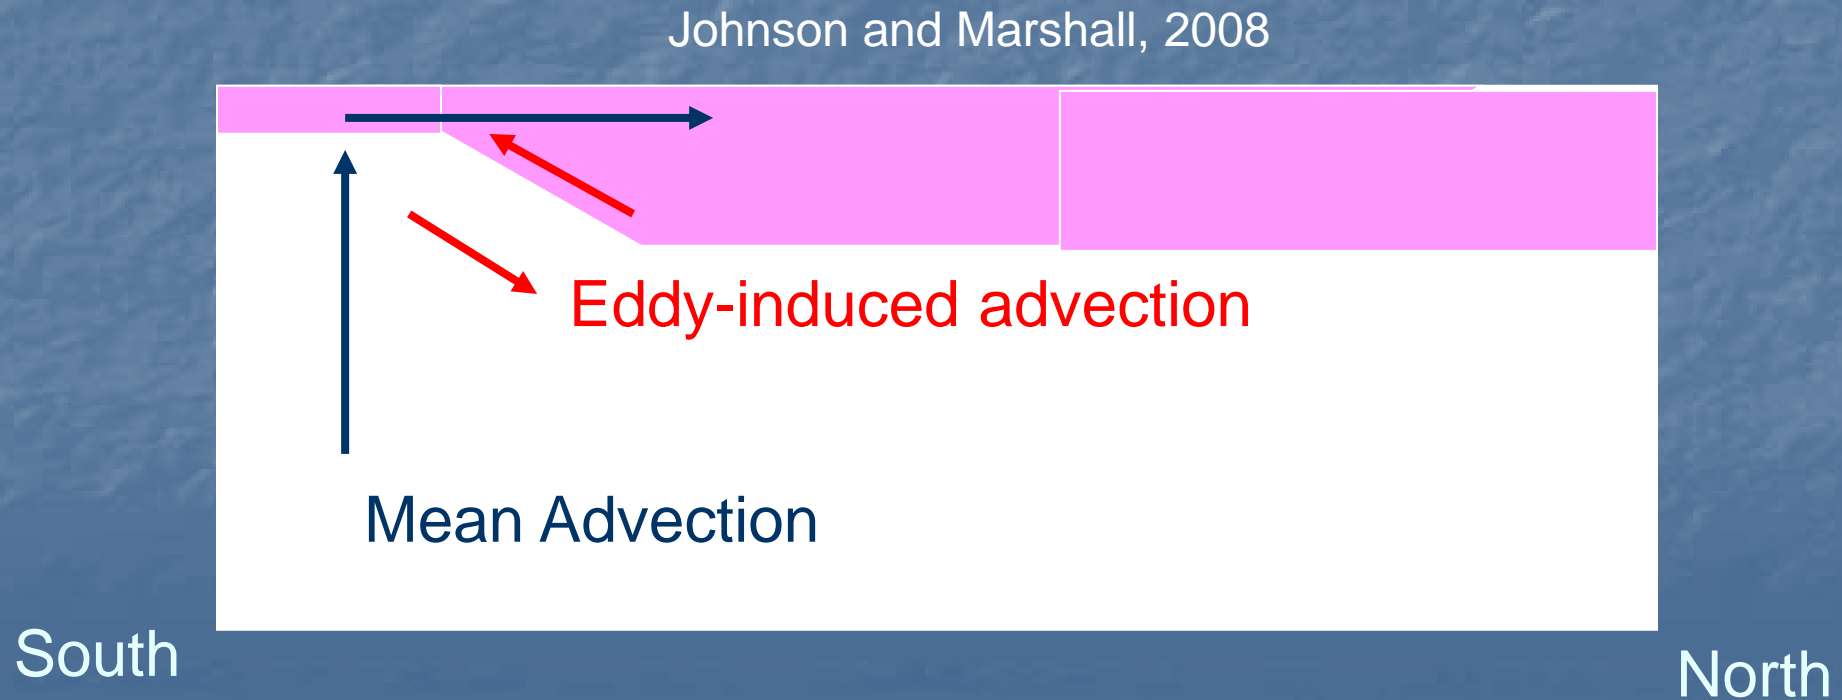 Johnson and Marshall, 2008
Eddy-induced advection
Mean Advection
South
North